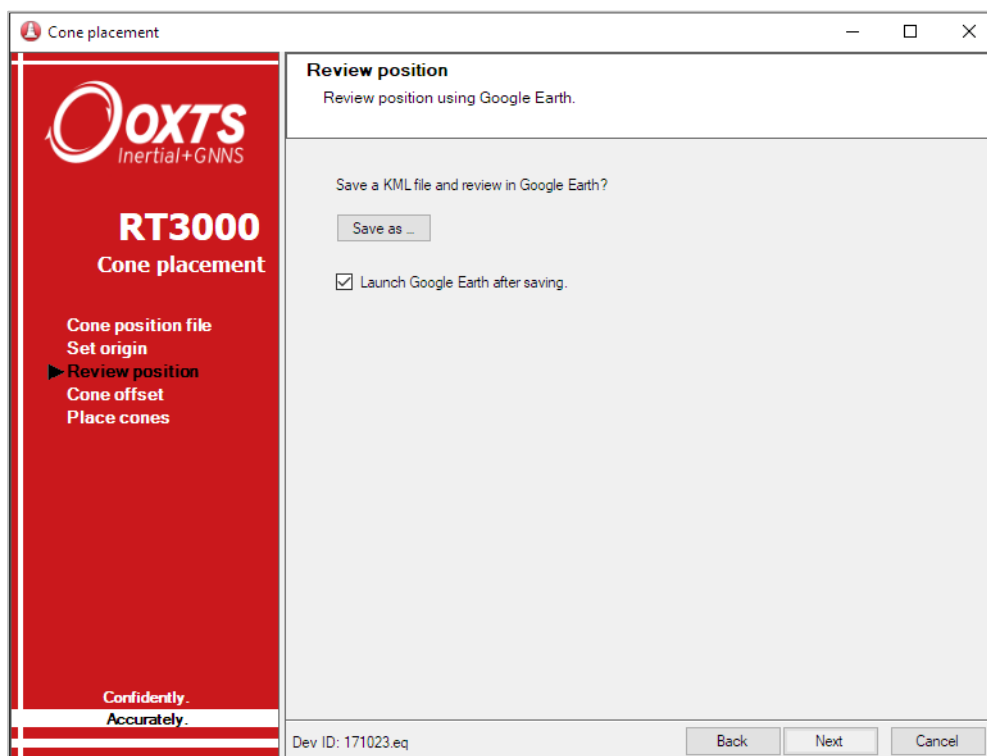 Cone placement
OXTS
Inertial+GNNS
RT3000
Cone placement
Cone position file
Set origin
Review position
Cone offset
Place cones
Confidently.
Accurately.
Review position
Review position using Google Earth.
Save a KML file and review in Google Earth?
Save as ...
Launch Google Earth after saving.
Dev ID: 171023.eq
Back
Next
Cancel